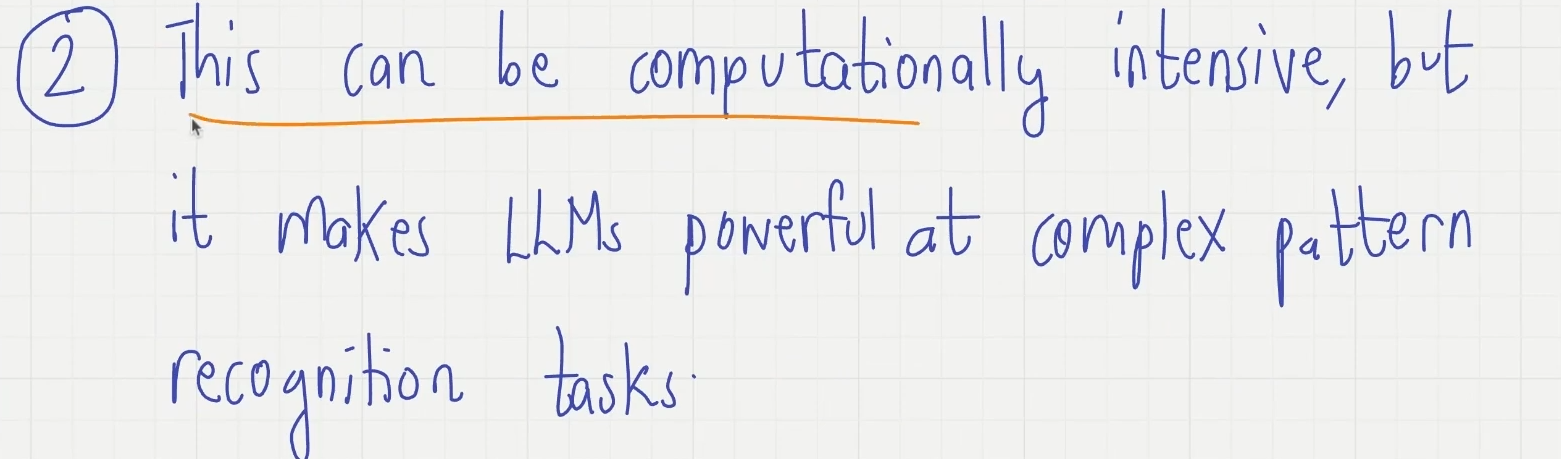 2 This can be computationally intensive, but
it makes LLMs powerful at complex pattern
recognition tasks.